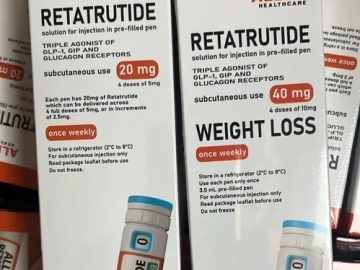 RETATRUTIDE
solution for injection in pre-filled pen
TRIPLE AGONIST OF
GLP-1, GIP AND
GLUCAGON RECEPTORS
subcutaneous use 20 mg
4 doses of 5mg
Each pen has 20mg of Retatrutide
which can be delivered across
4 full doses of 5mg, or in increments
of 2.5mg.
once weekly
Store in a refrigerator (2°C to 8°C)
For subcutaneous injection only
Read package leaflet before use
Do not freeze.
HEALTHCARE
RETATRUTIDE
solution for injection in pre-filled pen
TRIPLE AGONIST OF
GLP-1, GIP AND
GLUCAGON RECEPTORS
subcutaneous use 40 mg
4 doses of 10mg
WEIGHT LOSS
once weekly
Store in a refrigerator (2°C to 8°C)
Use each pen only once
3.0 mL pre-filled pen
For subcutaneous injection only
Read package leaflet before use
Do not freeze.